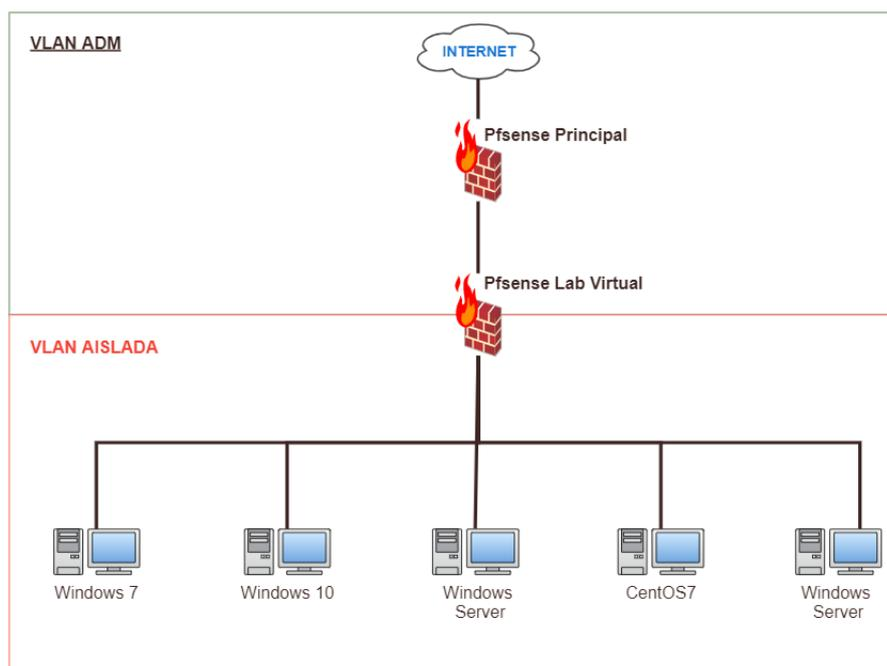 VLAN ADM
INTERNET
Pfsense Principal
Pfsense Lab Virtual
VLAN AISLADA
Windows 7
Windows 10
Windows
Server
CentOS7
Windows
Server